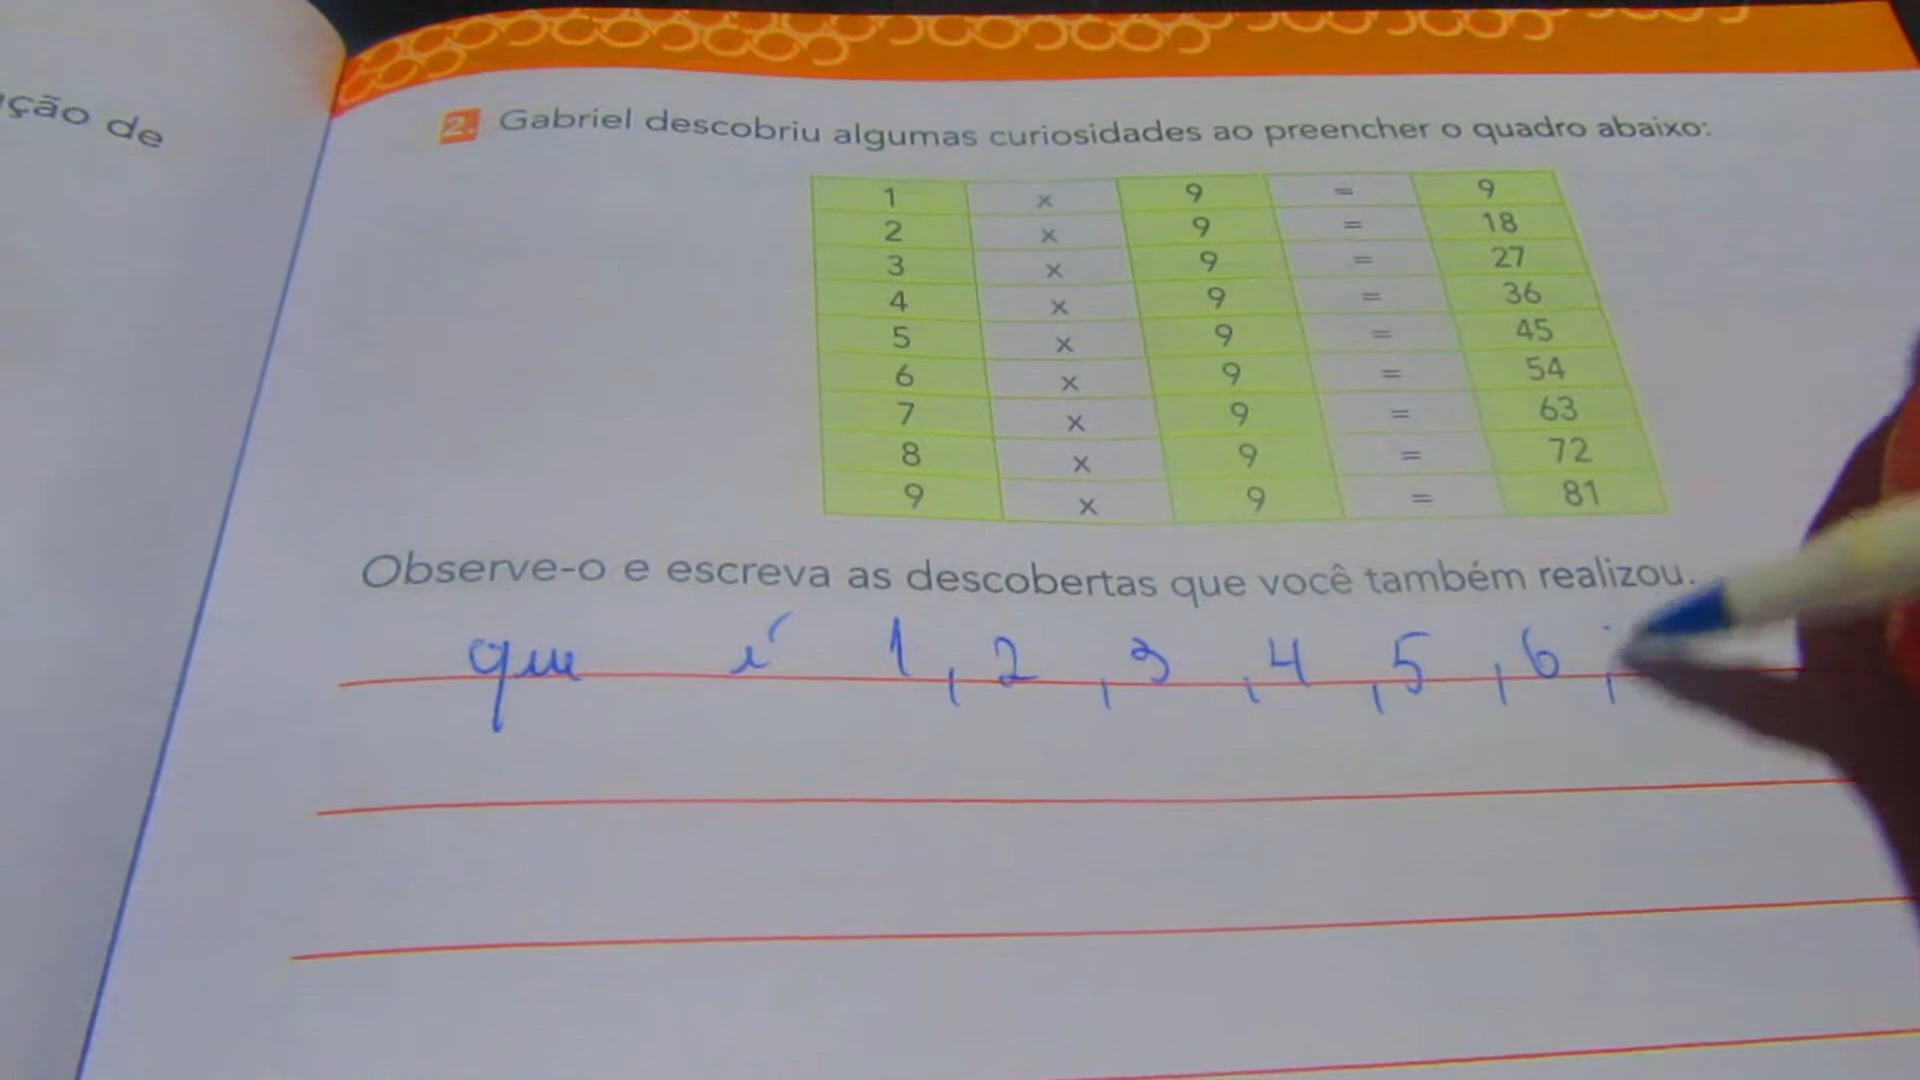 ção de
2. Gabriel descobriu algumas curiosidades ao preencher o quadro abaixo:
1 x 9 = 9
2 x 9 = 18
3 x 9 = 27
4 x 9 = 36
5 x 9 = 45
6 x 9 = 54
7 x 9 = 63
8 x 9 = 72
9 x 9 = 81
Observe-o e escreva as descobertas que você também realizou.
que é 1, 2, 3, 4, 5, 6,